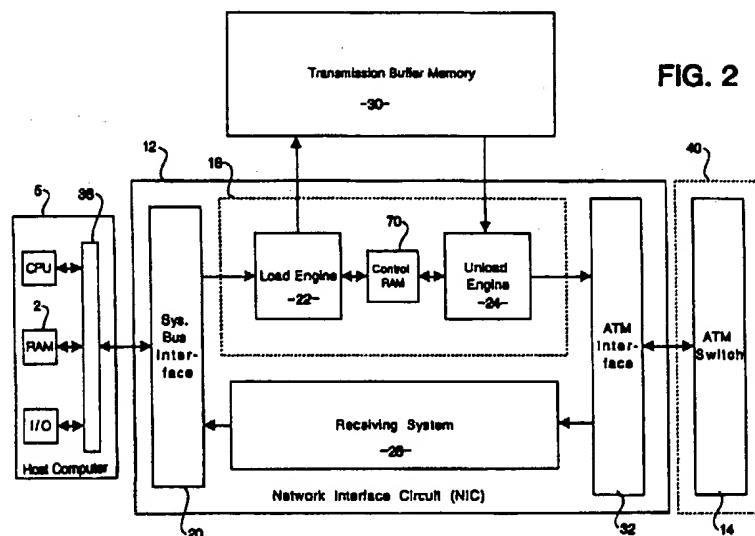 Transmission Buffer Memory
-30-
FIG. 2
12
18
40
5
36
70
CPU
2
RAM
I/O
Host Computer
Sys.
Bus
Inter-
face
Load Engine
-22-
Control
RAM
Unload
Engine
-24-
ATM
Inter-
face
ATM
Switch
Receiving System
-26-
Network Interface Circuit (NIC)
20
32
14